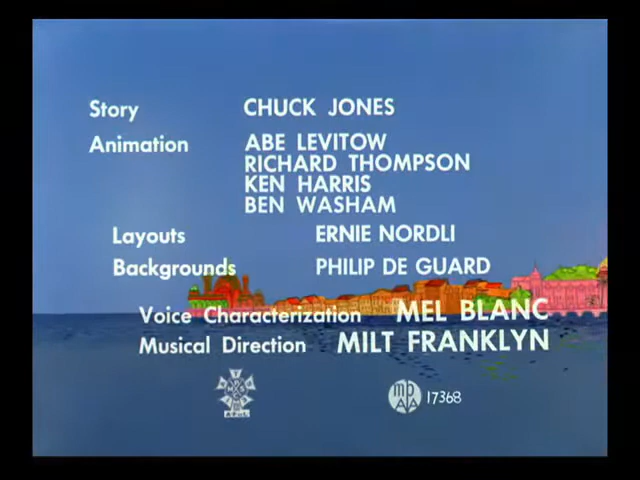 Story CHUCK JONES
Animation ABE LEVITOW
RICHARD THOMPSON
KEN HARRIS
BEN WASHAM
Layouts ERNIE NORDLI
Backgrounds PHILIP DE GUARD
Voice Characterization MEL BLANC
Musical Direction MILT FRANKLYN
MPAA 17368